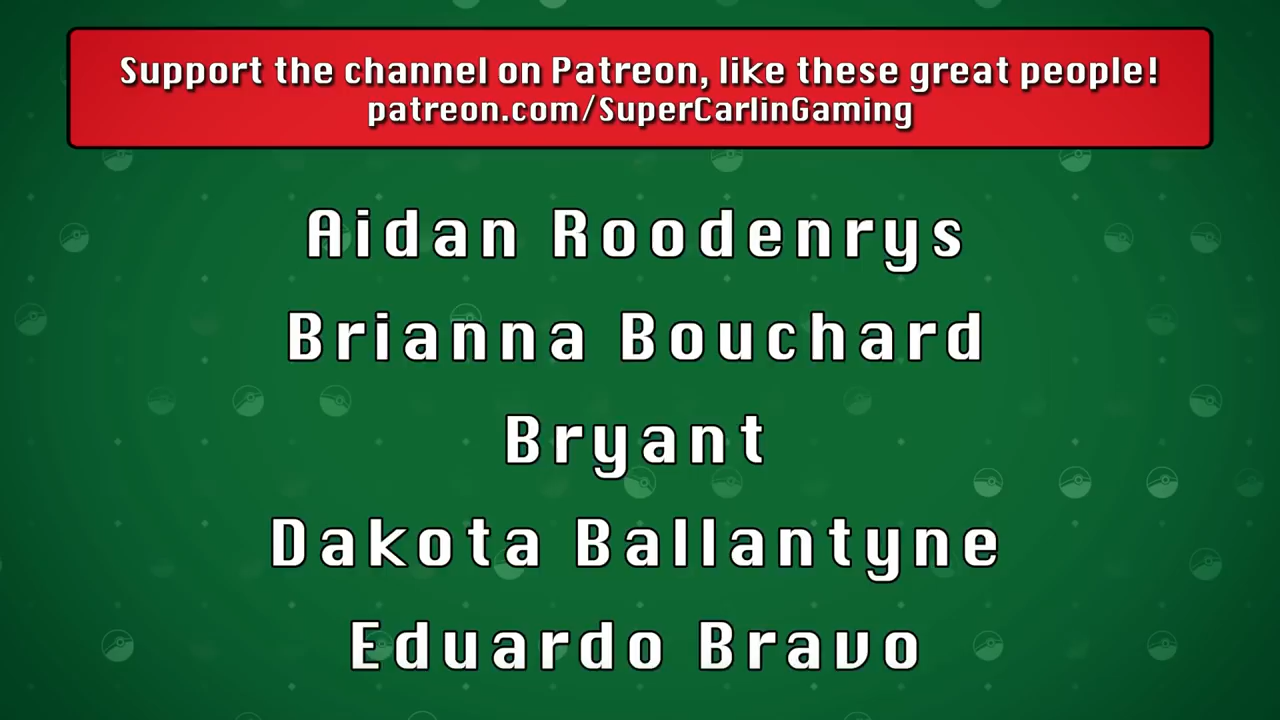 Support the channel on Patreon, like these great people!
patreon.com/SuperCarlinGaming
Aidan Roodenrys
Brianna Bouchard
Bryant
Dakota Ballantyne
Eduardo Bravo